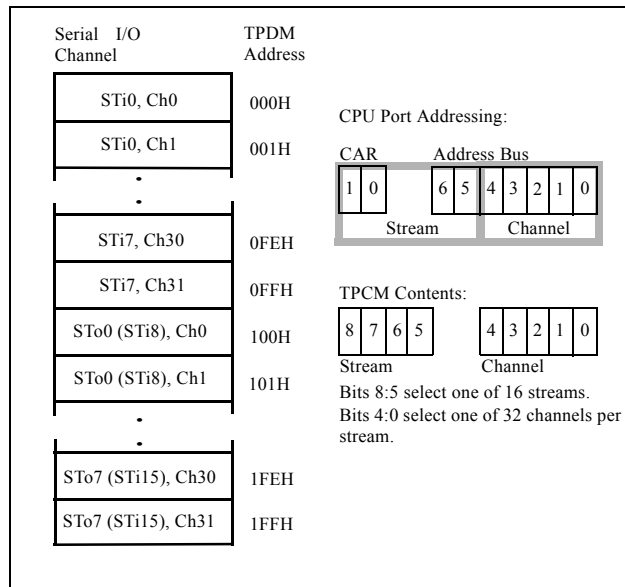 Serial I/O
Channel
TPDM
Address
STi0, Ch0
000H
STi0, Ch1
001H
STi7, Ch30
0FEH
STi7, Ch31
0FFH
STo0 (STi8), Ch0
100H
STo0 (STi8), Ch1
101H
STo7 (STi15), Ch30
1FEH
STo7 (STi15), Ch31
1FFH
CPU Port Addressing:
CAR Address Bus
1 0 6 5 4 3 2 1 0
Stream Channel
TPCM Contents:
8 7 6 5 4 3 2 1 0
Stream Channel
Bits 8:5 select one of 16 streams.
Bits 4:0 select one of 32 channels per
stream.